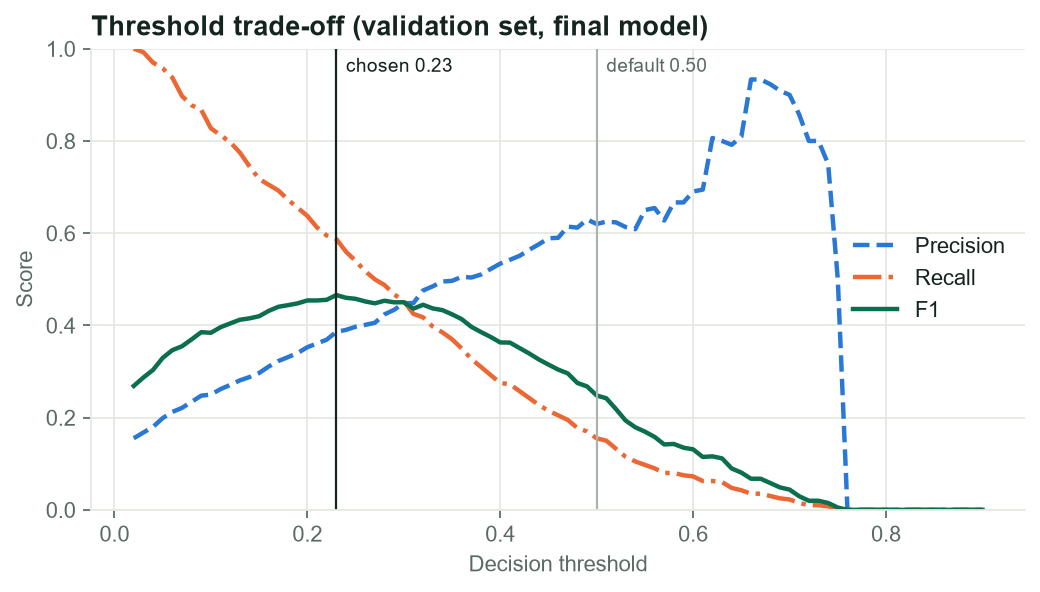 Threshold trade-off (validation set, final model)
chosen 0.23
default 0.50
1.0
0.8
0.6
0.4
0.2
0.0
Score
Precision
Recall
F1
0.0
0.2
0.4
0.6
0.8
Decision threshold